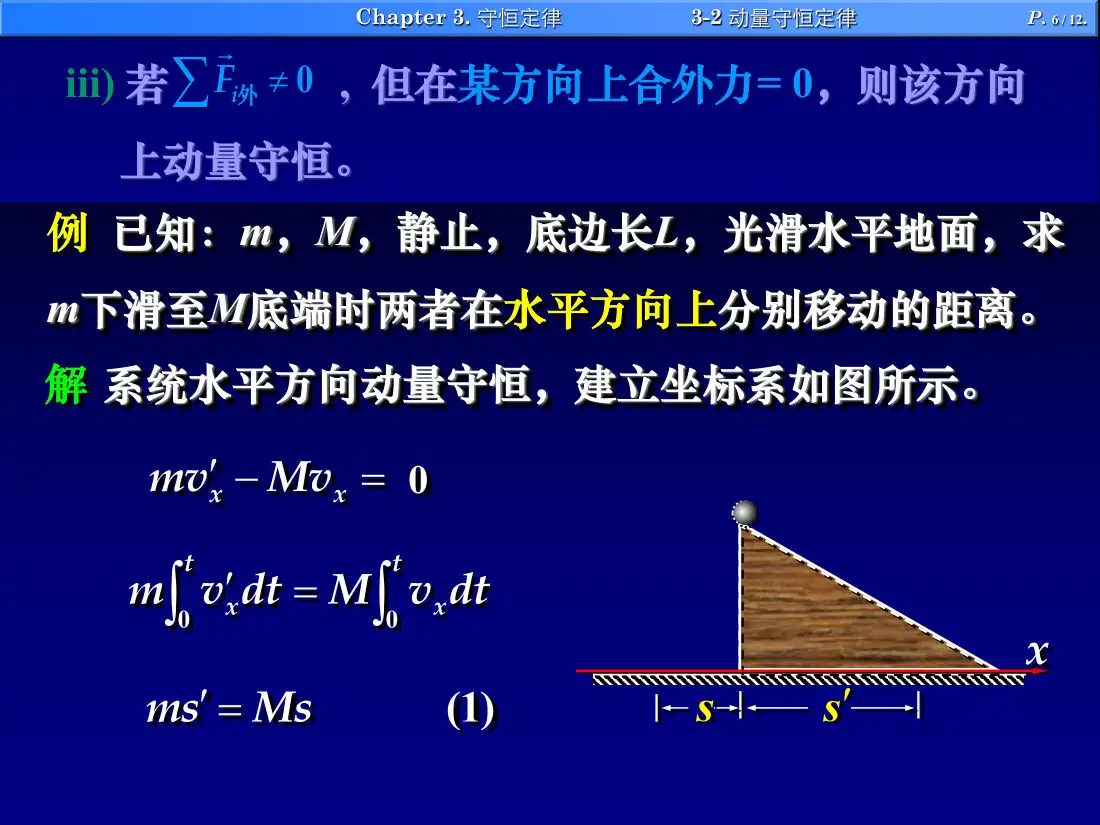 Chapter 3. 守恒定律 3-2 动量守恒定律 P. 6 / 12.
iii) 若 ∑F⃗ᵢ外 ≠ 0 ，但在某方向上合外力= 0，则该方向
上动量守恒。
例 已知：m，M，静止，底边长L，光滑水平地面，求
m下滑至M底端时两者在水平方向上分别移动的距离。
解 系统水平方向动量守恒，建立坐标系如图所示。
mv′ₓ − Mvₓ = 0
m∫₀ᵗ v′ₓdt = M∫₀ᵗ vₓdt
x
ms′ = Ms (1)
s s′